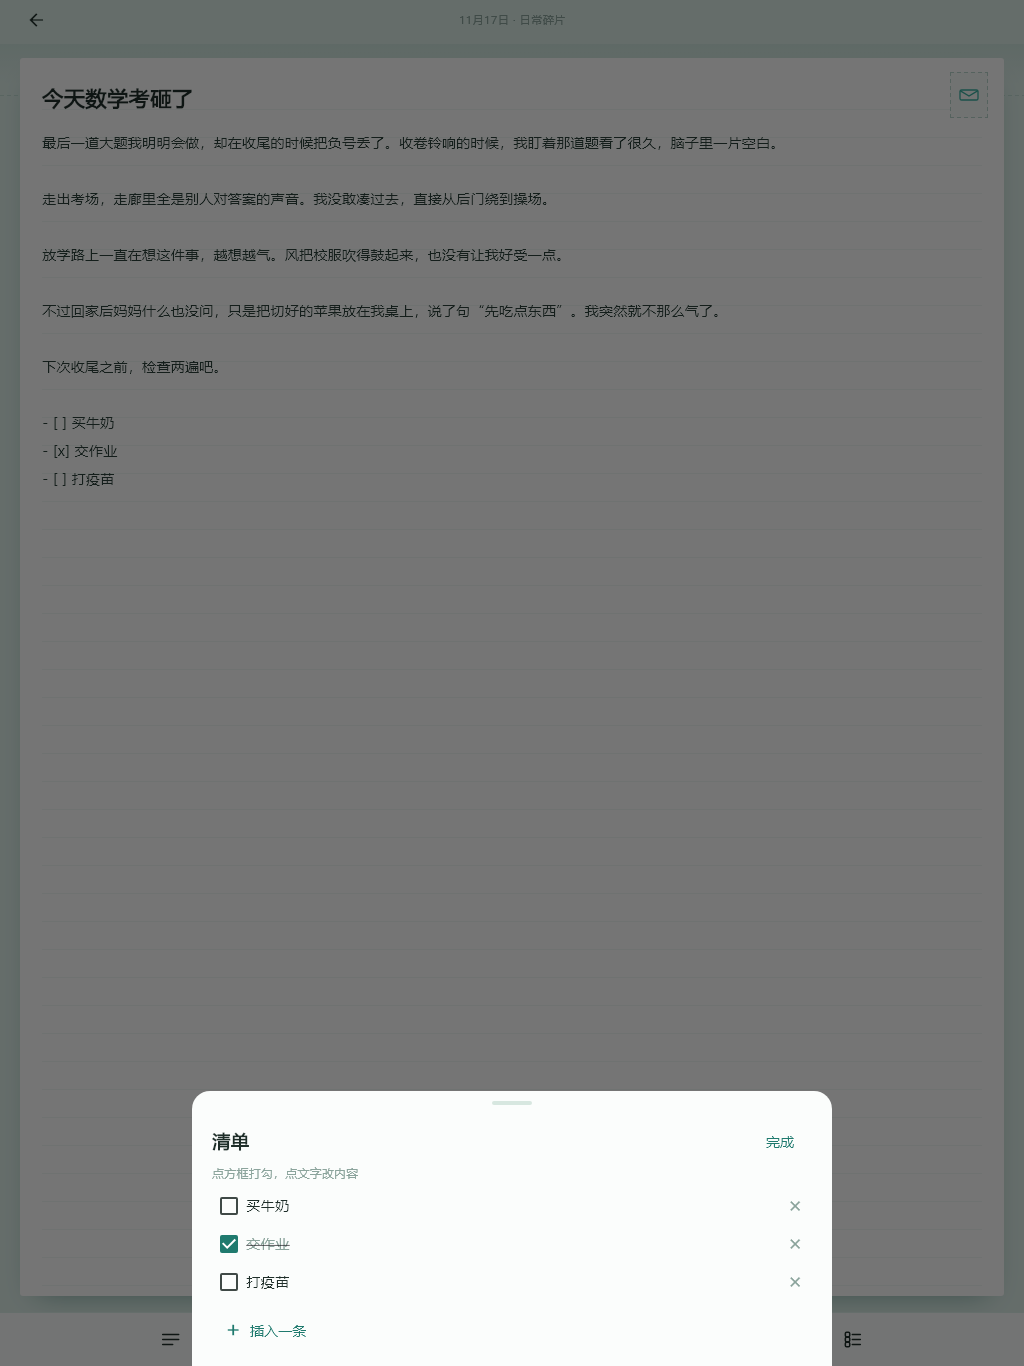 11月17日 · 日常碎片
今天数学考砸了
最后一道大题我明明会做，却在收尾的时候把负号丢了。收卷铃响的时候，我盯着那道题看了很久，脑子里一片空白。
走出考场，走廊里全是别人对答案的声音。我没敢凑过去，直接从后门绕到操场。
放学路上一直在想这件事，越想越气。风把校服吹得鼓起来，也没有让我好受一点。
不过回家后妈妈什么也没问，只是把切好的苹果放在我桌上，说了句“先吃点东西”。我突然就不那么气了。
下次收尾之前，检查两遍吧。
- [ ] 买牛奶
- [x] 交作业
- [ ] 打疫苗
清单
完成
点方框打勾，点文字改内容
买牛奶
交作业
打疫苗
+ 插入一条